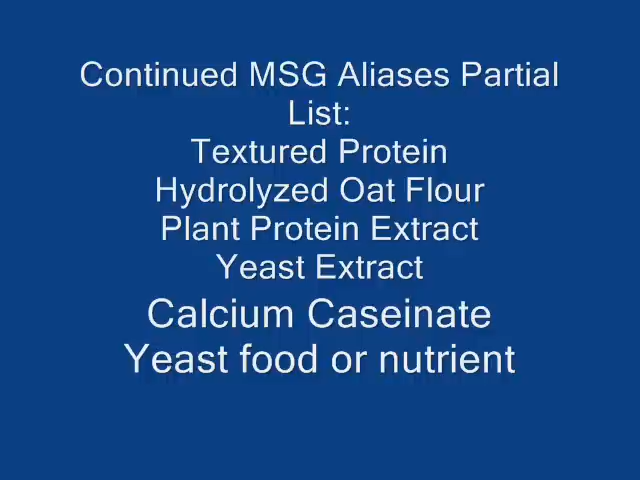 Continued MSG Aliases Partial
List:
Textured Protein
Hydrolyzed Oat Flour
Plant Protein Extract
Yeast Extract
Calcium Caseinate
Yeast food or nutrient